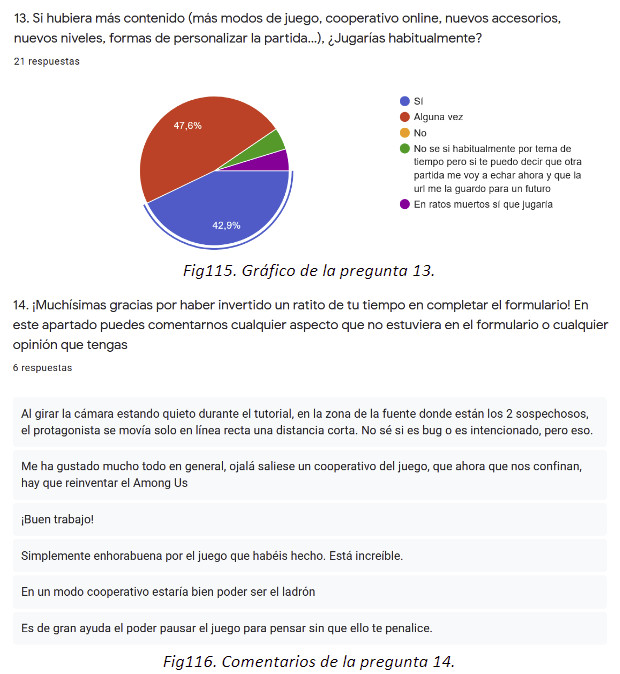 13. Si hubiera más contenido (más modos de juego, cooperativo online, nuevos accesorios,
nuevos niveles, formas de personalizar la partida...), ¿Jugarías habitualmente?
21 respuestas
47,6%
42,9%
Sí
Alguna vez
No
No se si habitualmente por tema de
tiempo pero si te puedo decir que otra
partida me voy a echar ahora y que la
url me la guardo para un futuro
En ratos muertos sí que jugaría
Fig115. Gráfico de la pregunta 13.
14. ¡Muchísimas gracias por haber invertido un ratito de tu tiempo en completar el formulario! En
este apartado puedes comentarnos cualquier aspecto que no estuviera en el formulario o cualquier
opinión que tengas
6 respuestas
Al girar la cámara estando quieto durante el tutorial, en la zona de la fuente donde están los 2 sospechosos,
el protagonista se movía solo en línea recta una distancia corta. No sé si es bug o es intencionado, pero eso.
Me ha gustado mucho todo en general, ojalá saliese un cooperativo del juego, que ahora que nos confinan,
hay que reinventar el Among Us
¡Buen trabajo!
Simplemente enhorabuena por el juego que habéis hecho. Está increíble.
En un modo cooperativo estaría bien poder ser el ladrón
Es de gran ayuda el poder pausar el juego para pensar sin que ello te penalice.
Fig116. Comentarios de la pregunta 14.